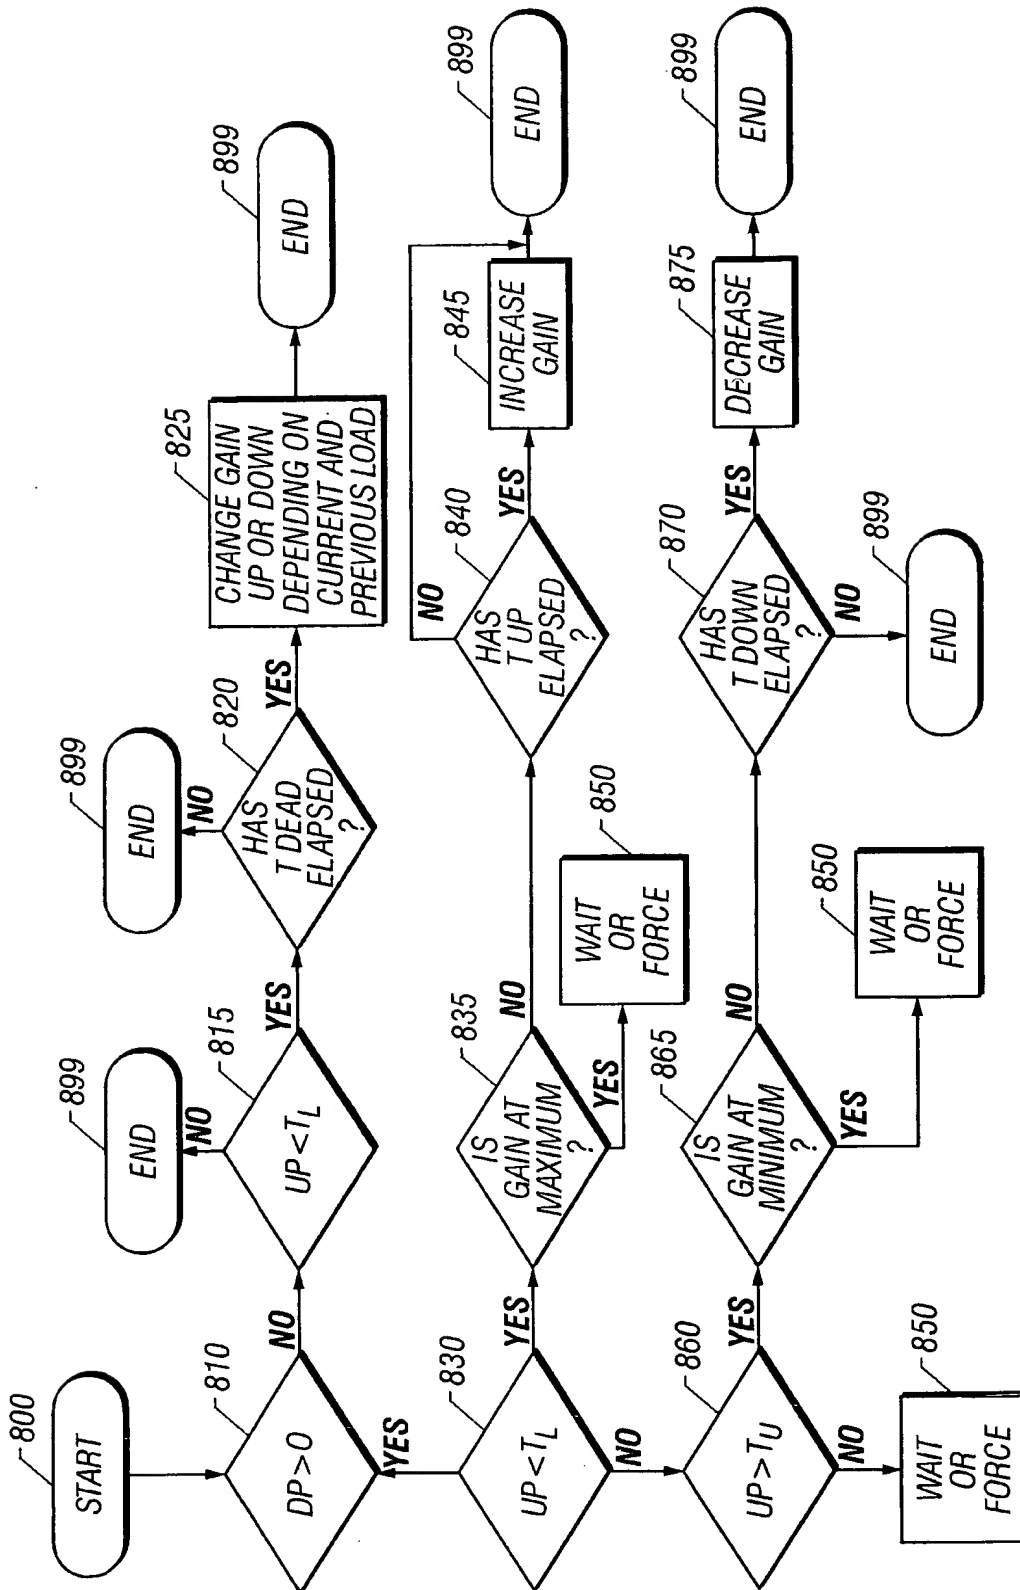 START
800
DP>0
810
NO
YES
UP<TL
815
NO
END
899
YES
HAS
T DEAD
ELAPSED
?
820
NO
END
899
YES
CHANGE GAIN
UP OR DOWN
DEPENDING ON
CURRENT AND
PREVIOUS LOAD
825
END
899
UP<TL
830
YES
NO
IS
GAIN AT
MAXIMUM
?
835
NO
YES
WAIT
OR
FORCE
850
HAS
T UP
ELAPSED
?
840
NO
YES
INCREASE
GAIN
845
END
899
UP>TU
860
YES
NO
WAIT
OR
FORCE
850
IS
GAIN AT
MINIMUM
?
865
NO
YES
WAIT
OR
FORCE
850
HAS
T DOWN
ELAPSED
?
870
YES
NO
END
899
DECREASE
GAIN
875
END
899